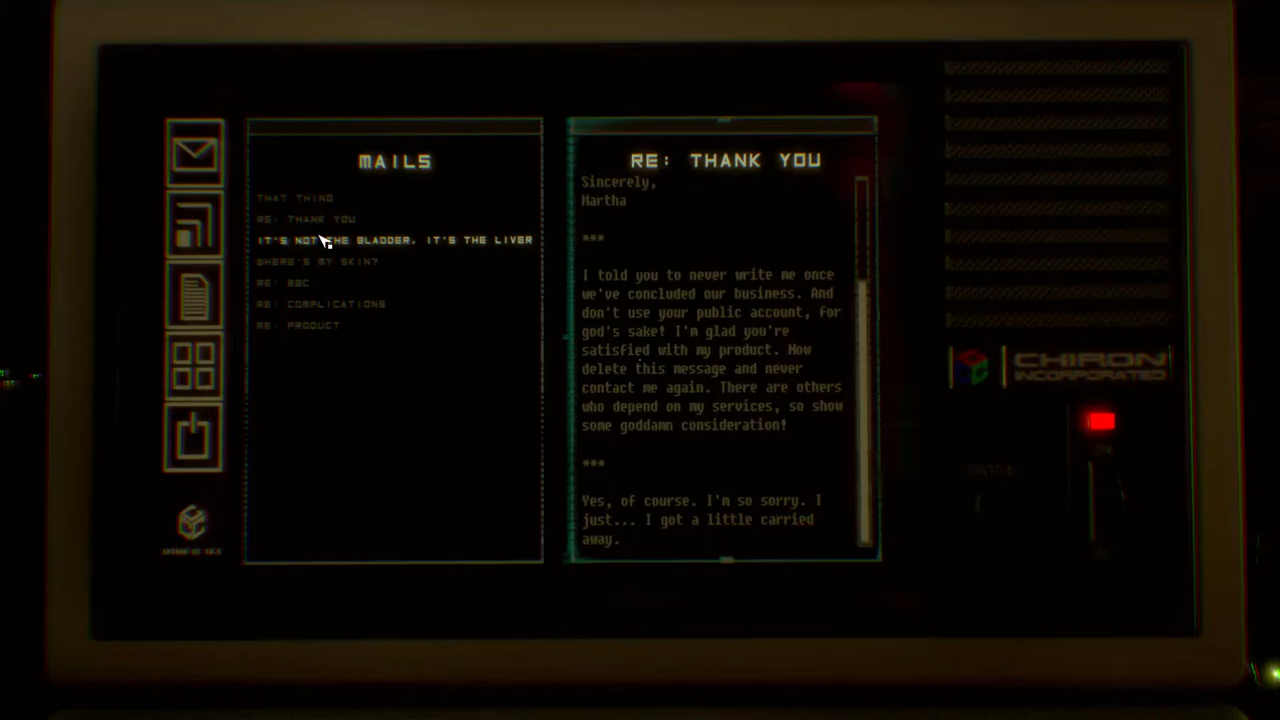 MAILS
THAT THING
RE: THANK YOU
IT'S NOT THE BLADDER, IT'S THE LIVER
WHERE'S MY SKIN?
RE: BBC
RE: COMPLICATIONS
RE: PRODUCT
RE: THANK YOU
Sincerely,
Martha
***
I told you to never write me once
we've concluded our business. And
don't use your public account, for
god's sake! I'm glad you're
satisfied with my product. Now
delete this message and never
contact me again. There are others
who depend on my services, so show
some goddamn consideration!
***
Yes, of course. I'm so sorry. I
just... I got a little carried
away.
CHIRON
INCORPORATED